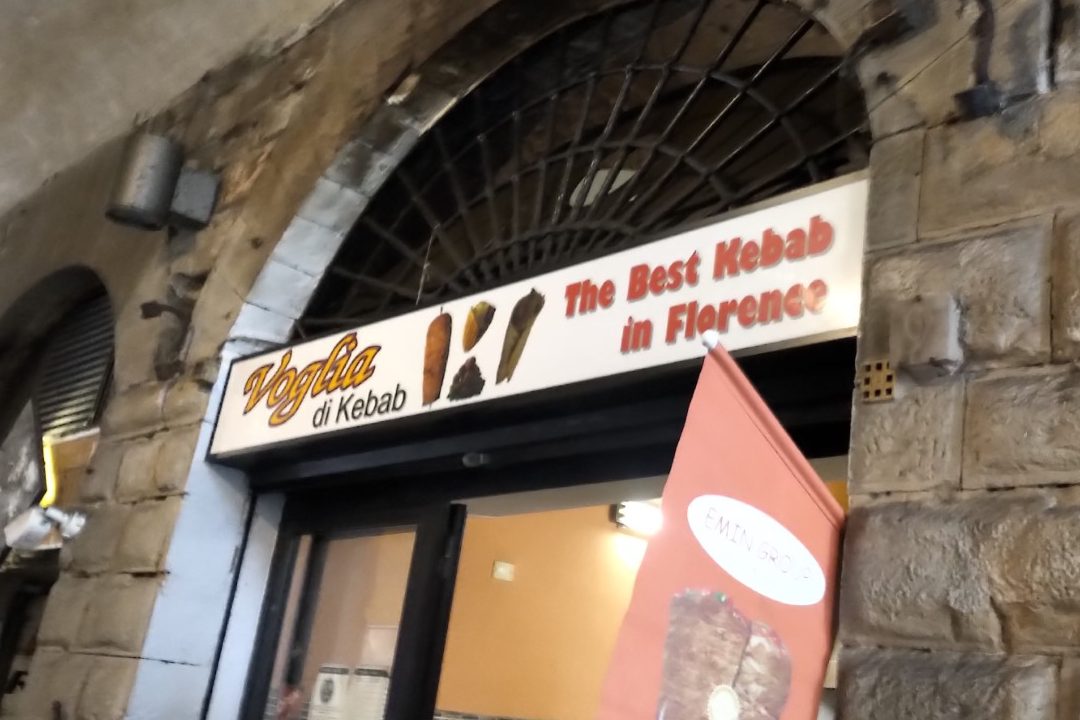 Voglia
di Kebab
The Best Kebab
in Florence
EMIN GROUP